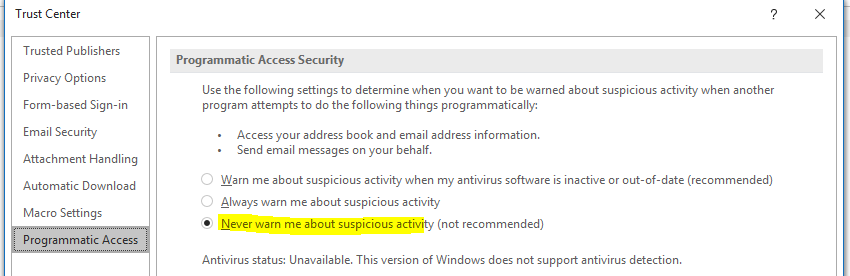 Trust Center
Trusted Publishers
Privacy Options
Form-based Sign-in
Email Security
Attachment Handling
Automatic Download
Macro Settings
Programmatic Access
Programmatic Access Security
Use the following settings to determine when you want to be warned about suspicious activity when another
program attempts to do the following things programmatically:
• Access your address book and email address information.
• Send email messages on your behalf.
Warn me about suspicious activity when my antivirus software is inactive or out-of-date (recommended)
Always warn me about suspicious activity
Never warn me about suspicious activity (not recommended)
Antivirus status: Unavailable. This version of Windows does not support antivirus detection.